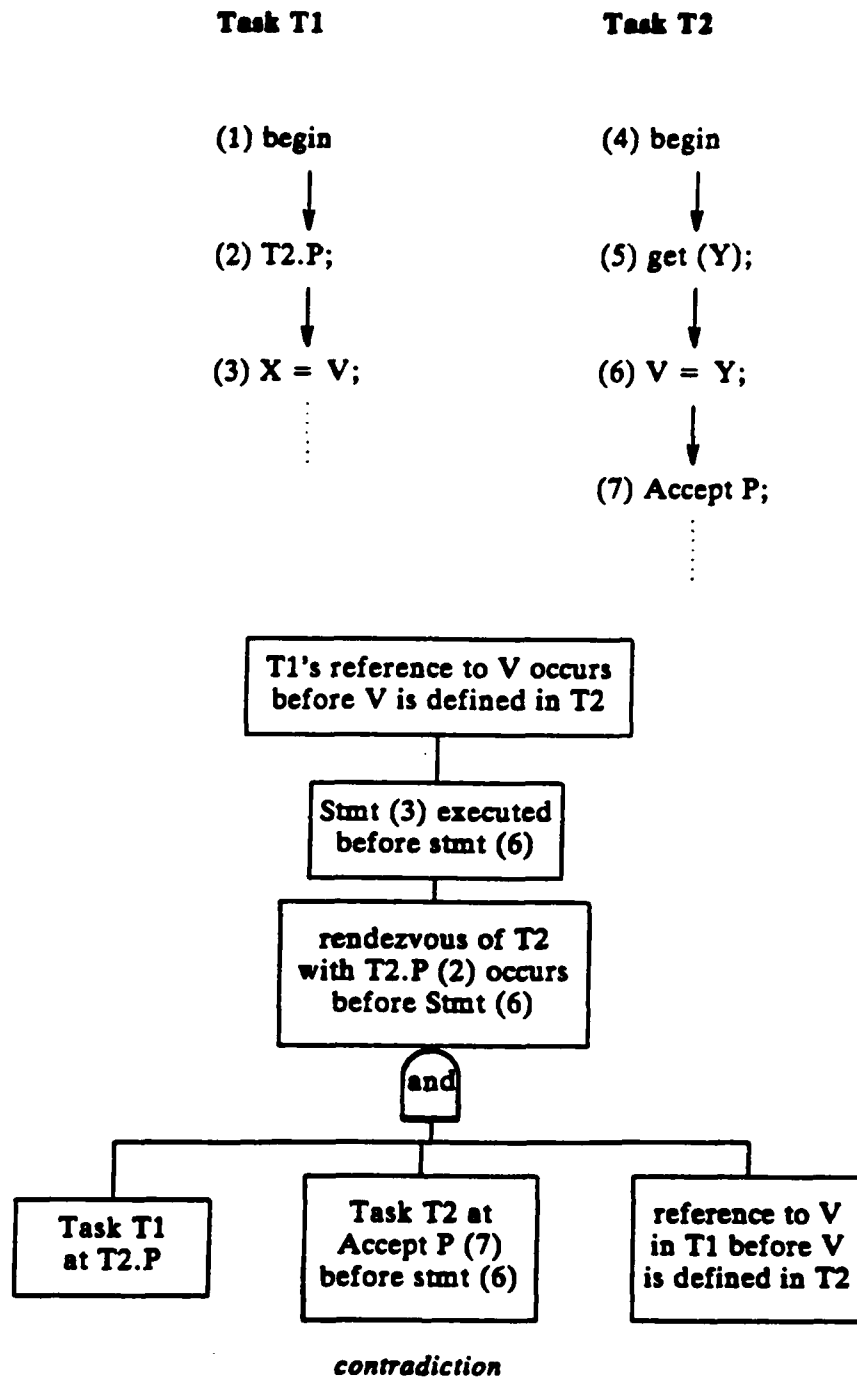 Task T1
Task T2
(1) begin
(4) begin
(2) T2.P;
(5) get (Y);
(3) X = V;
(6) V = Y;
(7) Accept P;
T1's reference to V occurs
before V is defined in T2
Stmt (3) executed
before stmt (6)
rendezvous of T2
with T2.P (2) occurs
before Stmt (6)
and
Task T1
at T2.P
Task T2 at
Accept P (7)
before stmt (6)
reference to V
in T1 before V
is defined in T2
contradiction